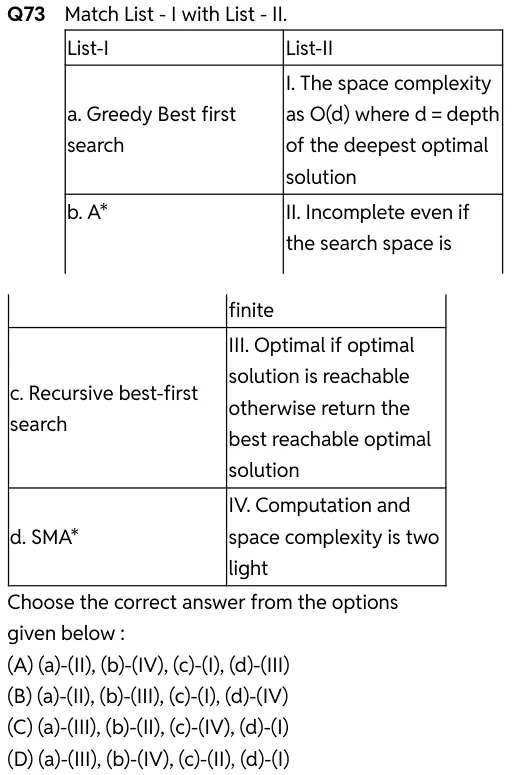 Q73 Match List - I with List - II.
List-I List-II
a. Greedy Best first search
I. The space complexity as O(d) where d = depth of the deepest optimal solution
b. A*
II. Incomplete even if the search space is
finite
c. Recursive best-first search
III. Optimal if optimal solution is reachable otherwise return the best reachable optimal solution
d. SMA*
IV. Computation and space complexity is two light
Choose the correct answer from the options
given below :
(A) (a)-(II), (b)-(IV), (c)-(I), (d)-(III)
(B) (a)-(II), (b)-(III), (c)-(I), (d)-(IV)
(C) (a)-(III), (b)-(II), (c)-(IV), (d)-(I)
(D) (a)-(III), (b)-(IV), (c)-(II), (d)-(I)